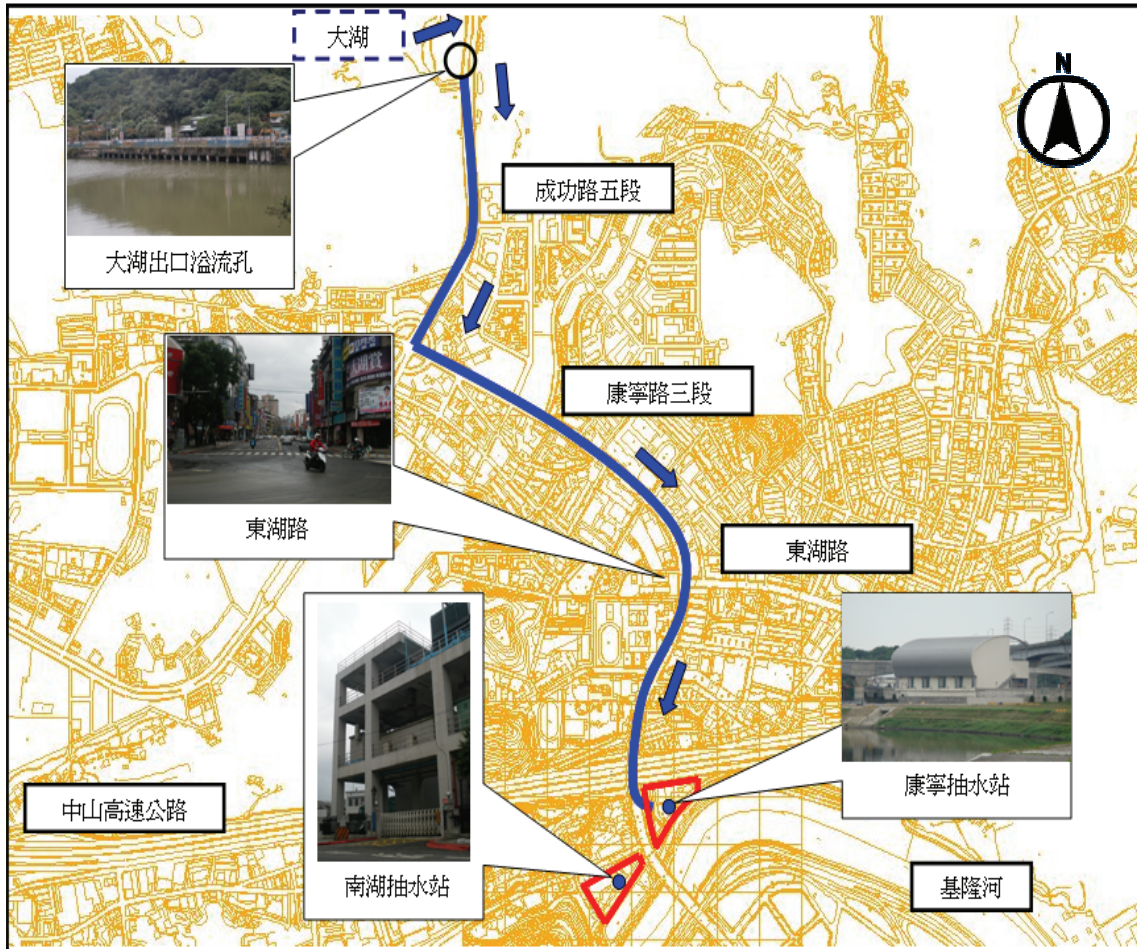 大湖
N
成功路五段
大湖出口溢流孔
康寧路三段
東湖路
東湖路
康寧抽水站
中山高速公路
南湖抽水站
基隆河